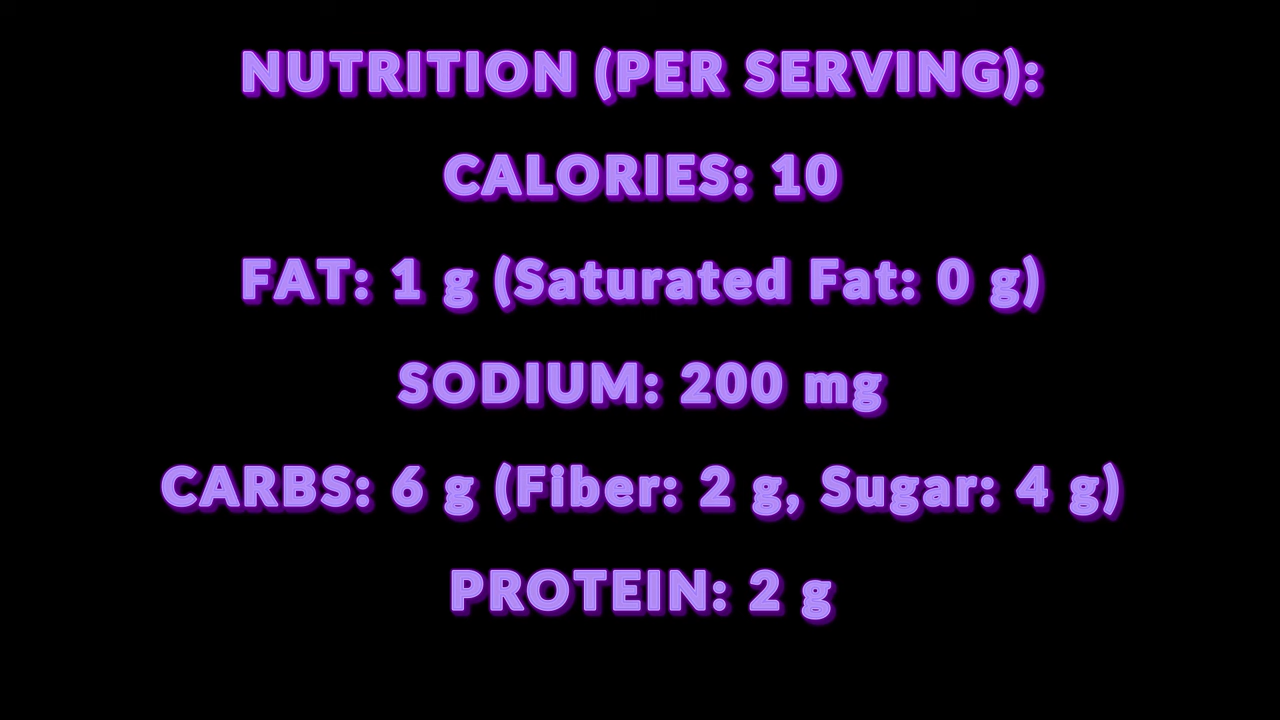 NUTRITION (PER SERVING):
CALORIES: 10
FAT: 1 g (Saturated Fat: 0 g)
SODIUM: 200 mg
CARBS: 6 g (Fiber: 2 g, Sugar: 4 g)
PROTEIN: 2 g